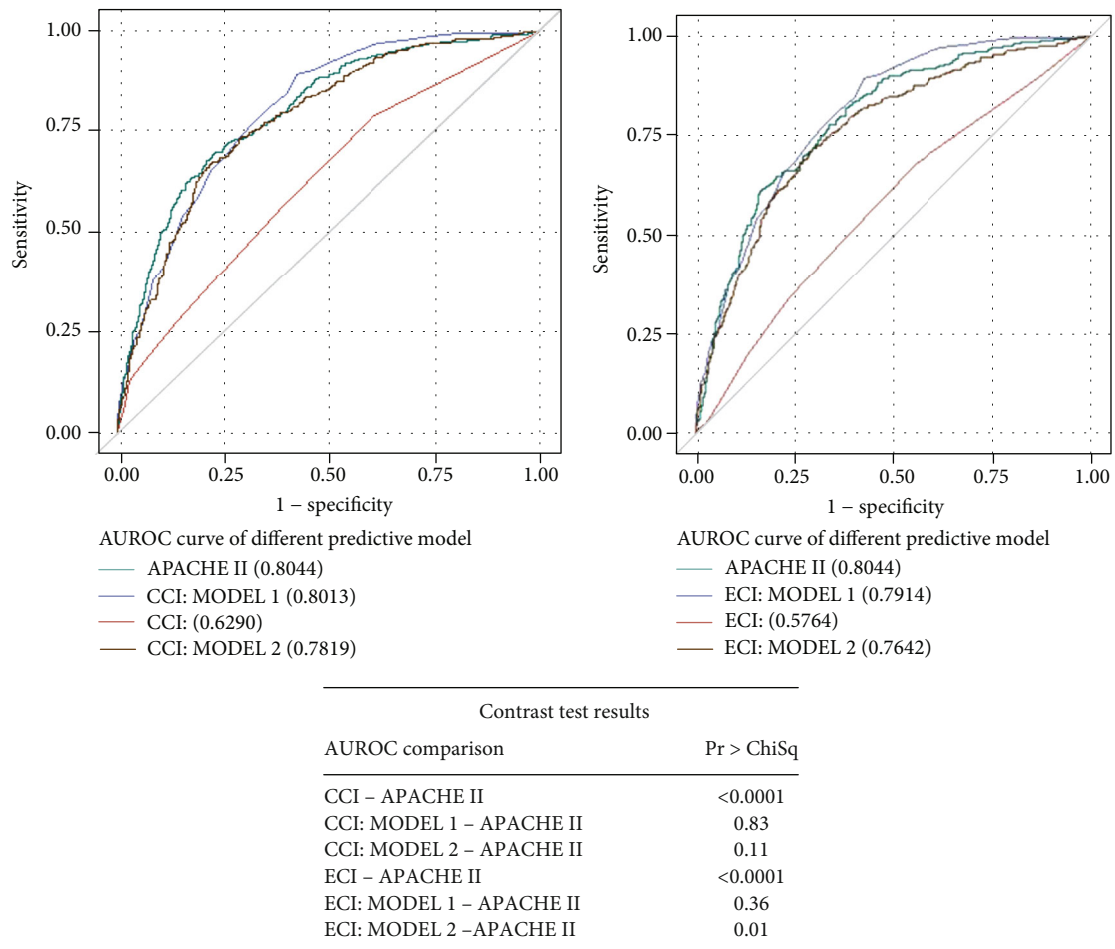 1.00
0.75
0.50
0.25
0.00
Sensitivity
0.00 0.25 0.50 0.75 1.00
1 – specificity
AUROC curve of different predictive model
APACHE II (0.8044)
CCI: MODEL 1 (0.8013)
CCI: (0.6290)
CCI: MODEL 2 (0.7819)
1.00
0.75
0.50
0.25
0.00
Sensitivity
0.00 0.25 0.50 0.75 1.00
1 – specificity
AUROC curve of different predictive model
APACHE II (0.8044)
ECI: MODEL 1 (0.7914)
ECI: (0.5764)
ECI: MODEL 2 (0.7642)
Contrast test results
AUROC comparison Pr > ChiSq
CCI – APACHE II <0.0001
CCI: MODEL 1 – APACHE II 0.83
CCI: MODEL 2 – APACHE II 0.11
ECI – APACHE II <0.0001
ECI: MODEL 1 – APACHE II 0.36
ECI: MODEL 2 –APACHE II 0.01